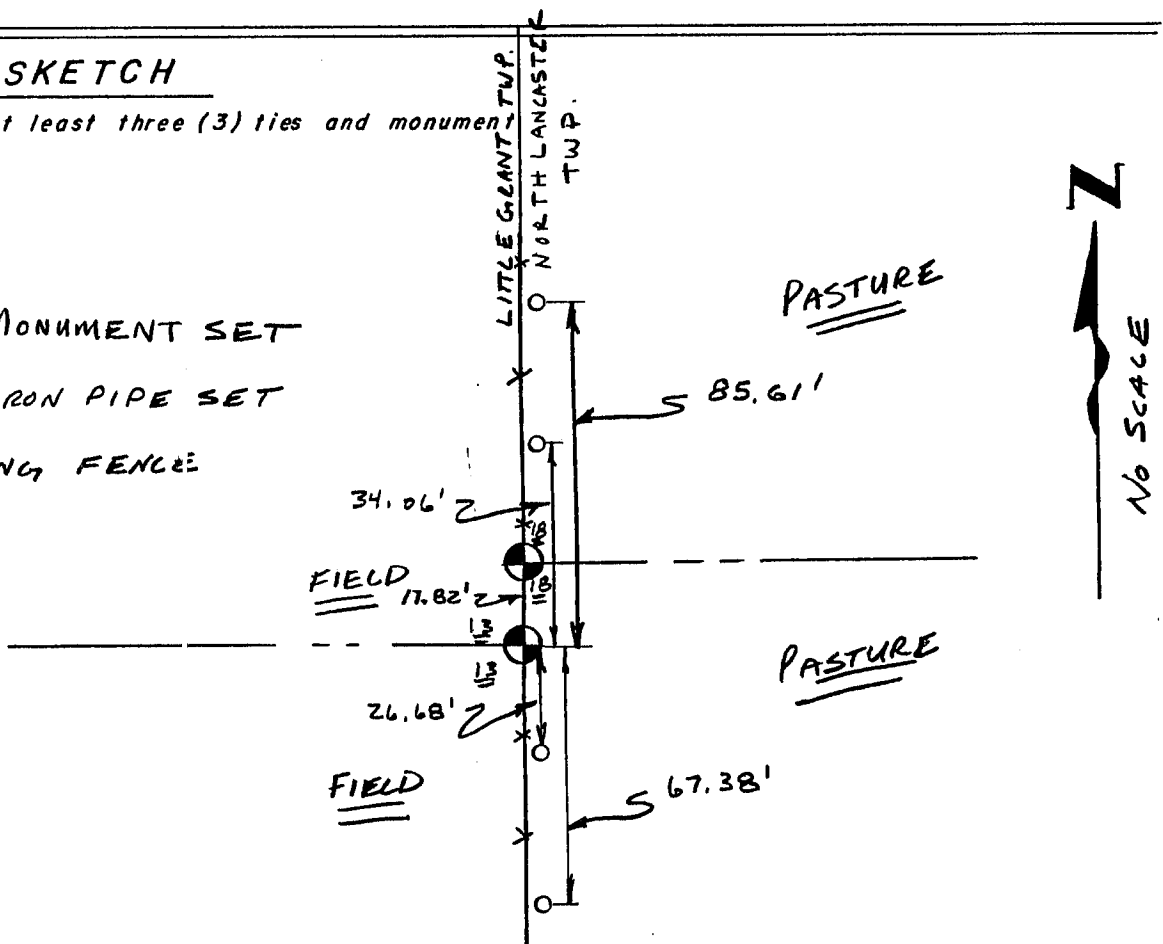 SKETCH
t least three (3) ties and monument
LITTLE GRANT TWP.
NORTH LANCASTER
TWP.
N
NO SCALE
PASTURE
MONUMENT SET
RON PIPE SET
NG FENCE
85.61'
34.06'
18
18
FIELD
17.82'
13
13
PASTURE
26.68'
FIELD
67.38'